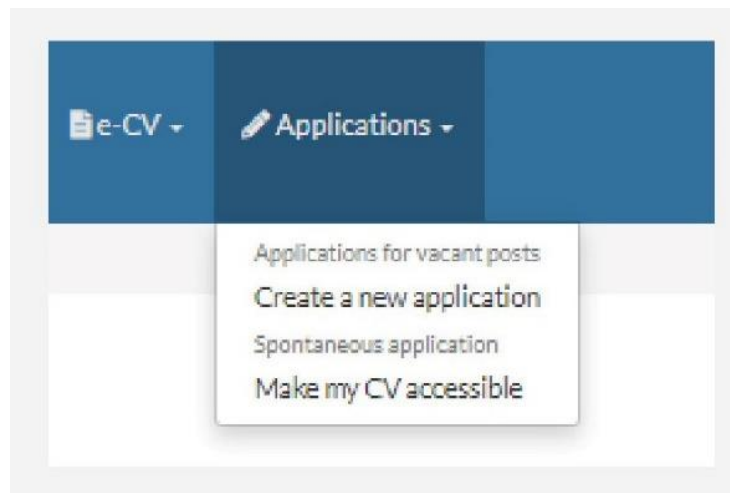 e-CV
Applications
Applications for vacant posts
Create a new application
Spontaneous application
Make my CV accessible